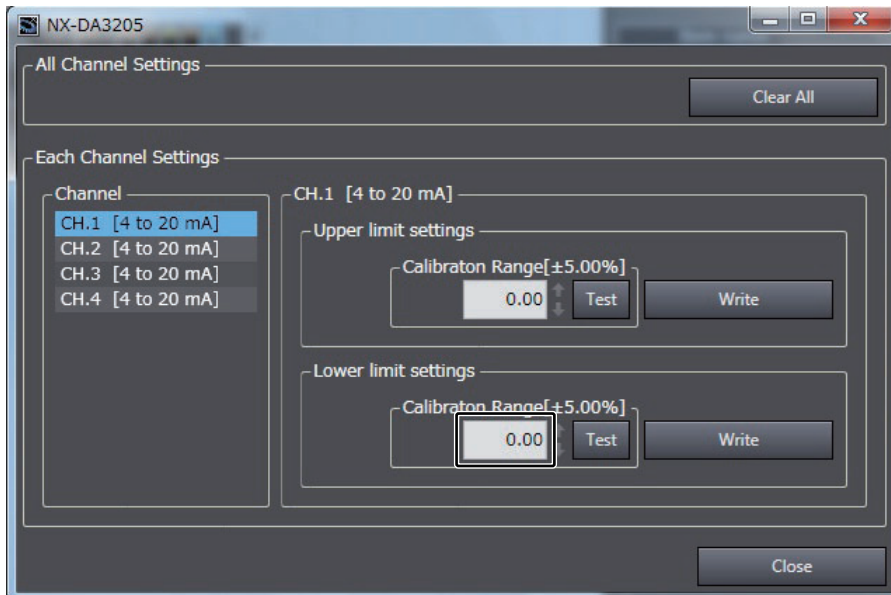 NX-DA3205
All Channel Settings
Clear All
Each Channel Settings
Channel
CH.1 [4 to 20 mA]
CH.2 [4 to 20 mA]
CH.3 [4 to 20 mA]
CH.4 [4 to 20 mA]
CH.1 [4 to 20 mA]
Upper limit settings
Calibraton Range[±5.00%]
0.00 Test Write
Lower limit settings
Calibraton Range[±5.00%]
0.00 Test Write
Close